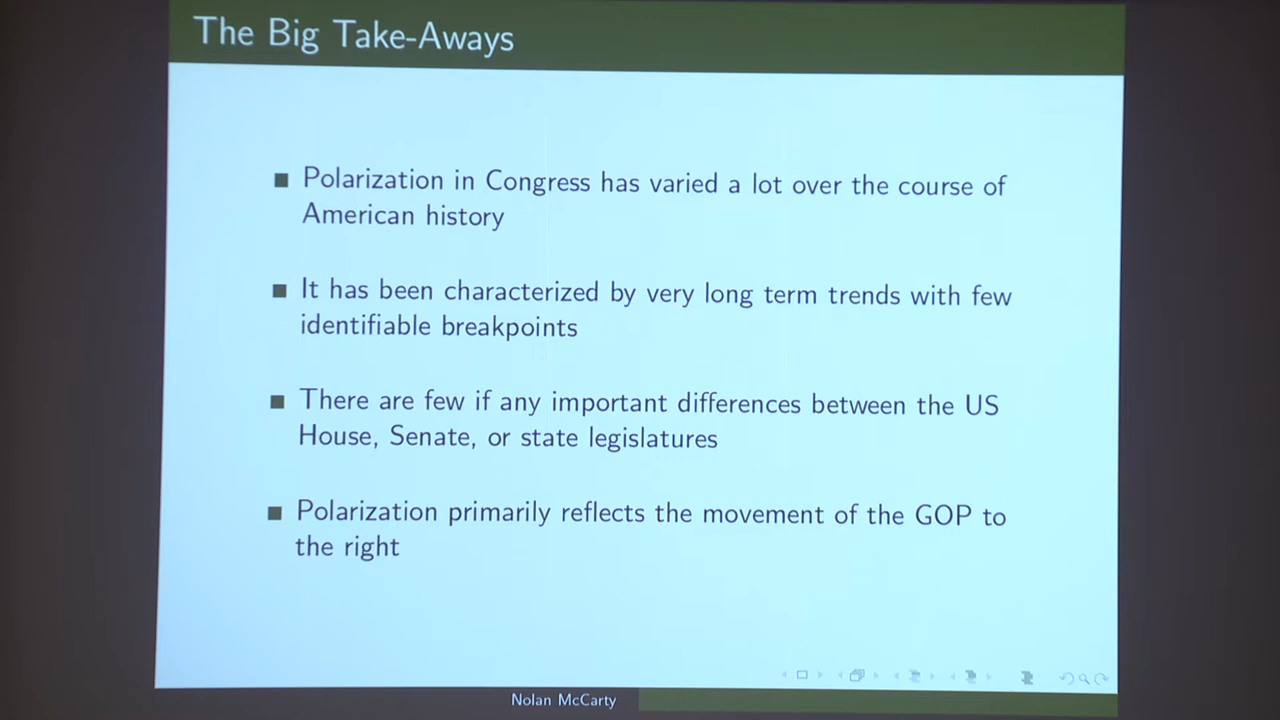 The Big Take-Aways
Polarization in Congress has varied a lot over the course of
American history
It has been characterized by very long term trends with few
identifiable breakpoints
There are few if any important differences between the US
House, Senate, or state legislatures
Polarization primarily reflects the movement of the GOP to
the right
Nolan McCarty